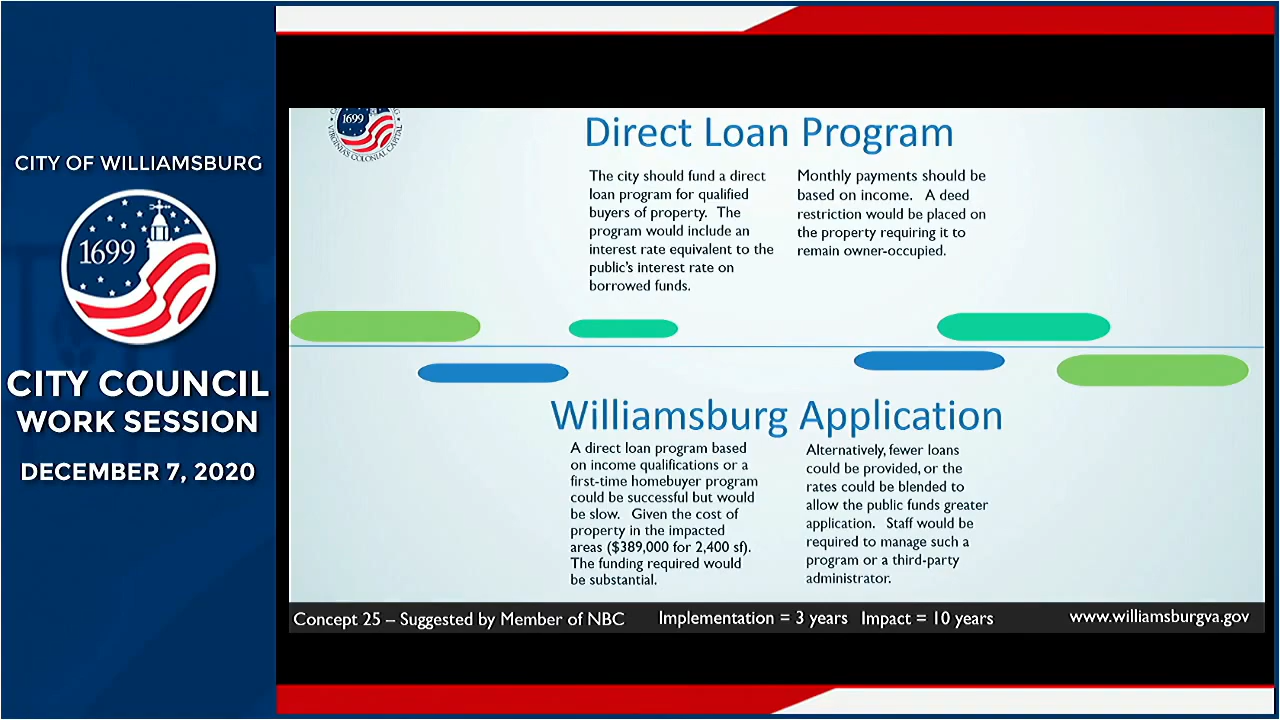 CITY OF WILLIAMSBURG
1699
CITY COUNCIL
WORK SESSION
DECEMBER 7, 2020
1699
VIRGINIA'S COLONIAL CAPITAL
Direct Loan Program
The city should fund a direct
loan program for qualified
buyers of property. The
program would include an
interest rate equivalent to the
public's interest rate on
borrowed funds.
Monthly payments should be
based on income. A deed
restriction would be placed on
the property requiring it to
remain owner-occupied.
Williamsburg Application
A direct loan program based
on income qualifications or a
first-time homebuyer program
could be successful but would
be slow. Given the cost of
property in the impacted
areas ($389,000 for 2,400 sf).
The funding required would
be substantial.
Alternatively, fewer loans
could be provided, or the
rates could be blended to
allow the public funds greater
application. Staff would be
required to manage such a
program or a third-party
administrator.
Concept 25 – Suggested by Member of NBC
Implementation = 3 years Impact = 10 years
www.williamsburgva.gov